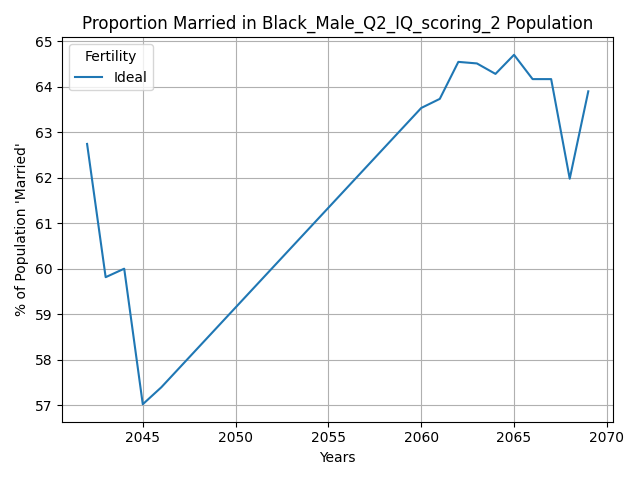 Proportion Married in Black_Male_Q2_IQ_scoring_2 Population
65
64
63
62
61
60
59
58
57
% of Population 'Married'
Fertility
Ideal
2045 2050 2055 2060 2065 2070
Years